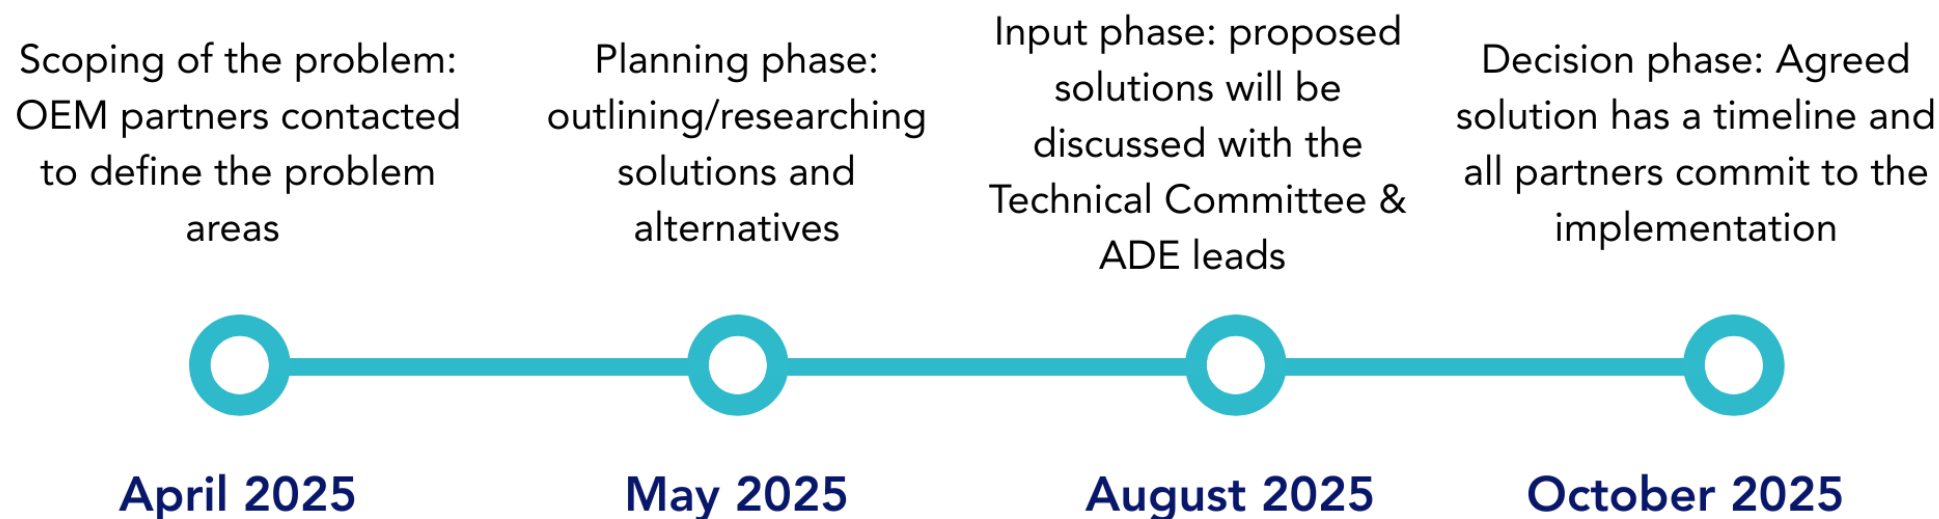 Scoping of the problem:
OEM partners contacted
to define the problem
areas
Planning phase:
outlining/researching
solutions and
alternatives
Input phase: proposed
solutions will be
discussed with the
Technical Committee &
ADE leads
Decision phase: Agreed
solution has a timeline and
all partners commit to the
implementation
April 2025
May 2025
August 2025
October 2025